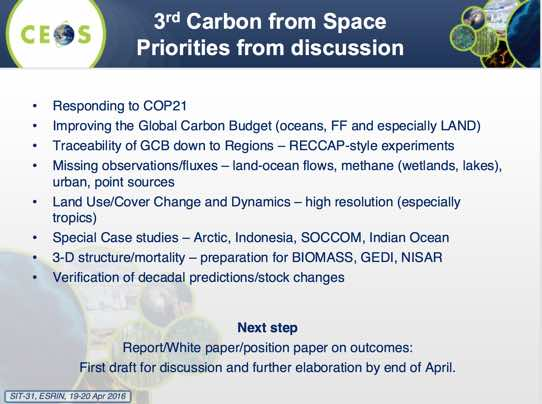 CEOS
3rd Carbon from Space
Priorities from discussion
• Responding to COP21
• Improving the Global Carbon Budget (oceans, FF and especially LAND)
• Traceability of GCB down to Regions – RECCAP-style experiments
• Missing observations/fluxes – land-ocean flows, methane (wetlands, lakes),
urban, point sources
• Land Use/Cover Change and Dynamics – high resolution (especially
tropics)
• Special Case studies – Arctic, Indonesia, SOCCOM, Indian Ocean
• 3-D structure/mortality – preparation for BIOMASS, GEDI, NISAR
• Verification of decadal predictions/stock changes
Next step
Report/White paper/position paper on outcomes:
First draft for discussion and further elaboration by end of April.
SIT-31, ESRIN, 19-20 Apr 2016